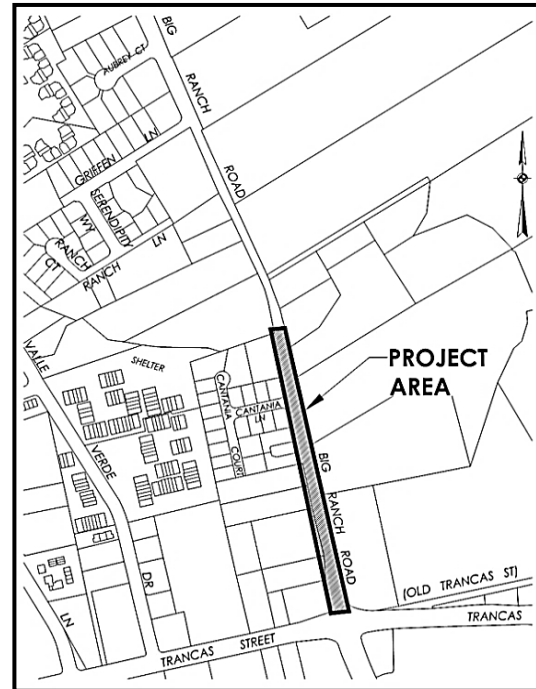 BIG
RANCH
ROAD
AUBREY CT
GRIFFEN
LN
SERENDIPITY
WY
RANCH
CT
RANCH
LN
VALLE
VERDE
DR
SHELTER
PROJECT
AREA
CANTANIA
LN
CANTANIA
COURT
BIG
RANCH
ROAD
(OLD TRANCAS ST)
TRANCAS
TRANCAS STREET
LN